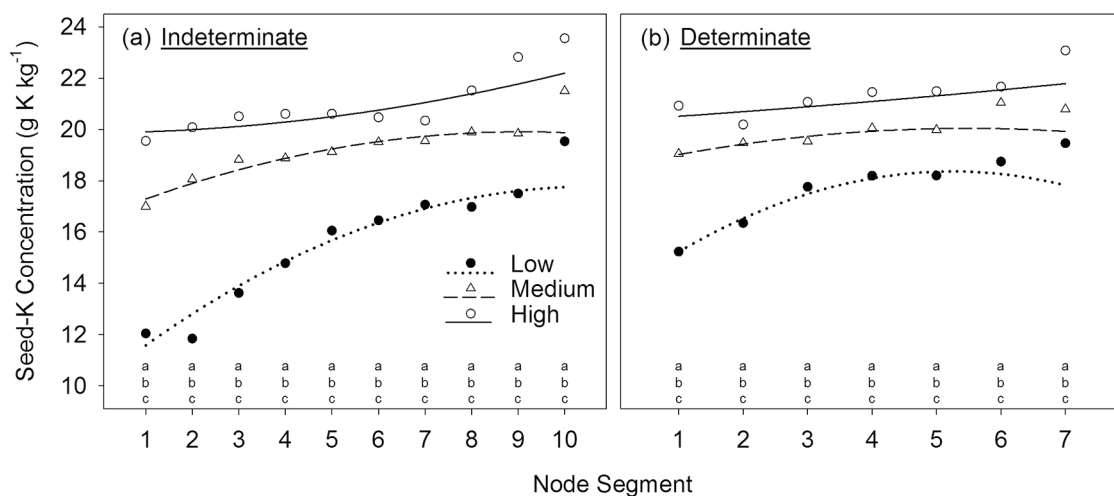 (a) Indeterminate
(b) Determinate
Seed-K Concentration (g K kg⁻¹)
24
22
20
18
16
14
12
10
Low
Medium
High
a a a a a a a a a a
b b b b b b b b b b
c c c c c c c c c c
a a a a a a a
b b b b b b b
c c c c c c c
1 2 3 4 5 6 7 8 9 10
1 2 3 4 5 6 7
Node Segment